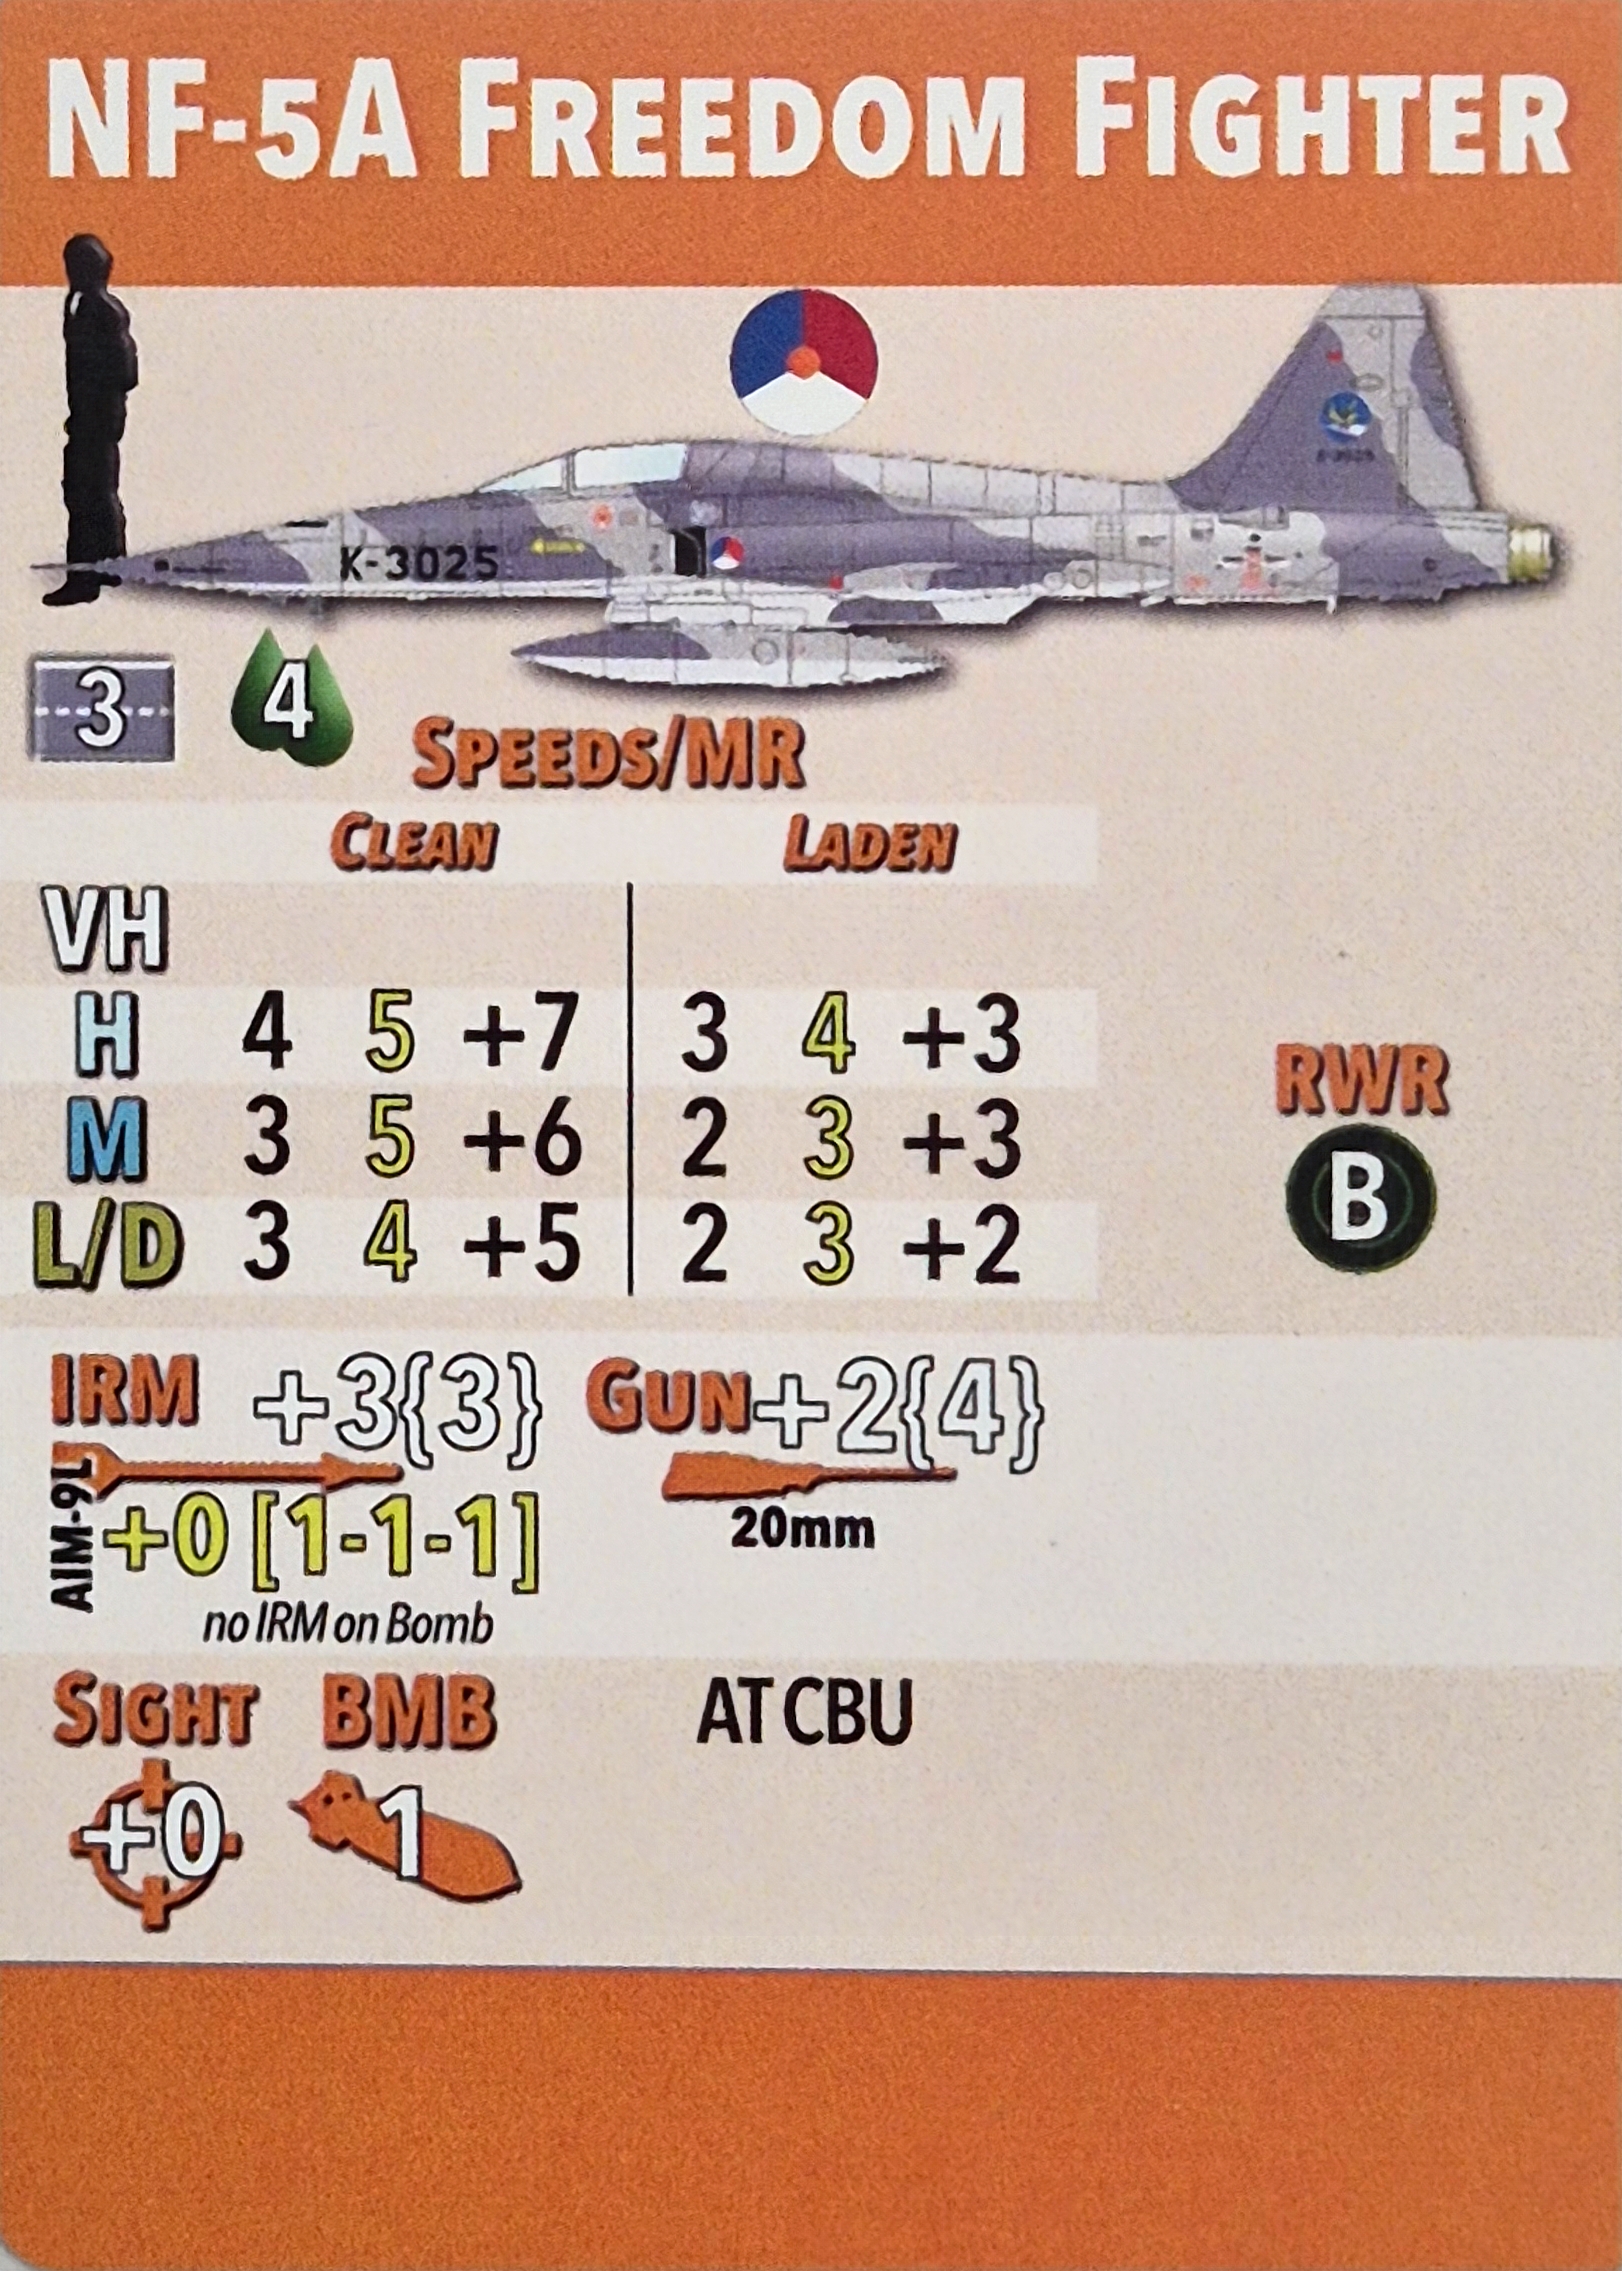 NF-5A FREEDOM FIGHTER
K-3025
3 4
SPEEDS/MR
CLEAN LADEN
VH
H 4 5 +7 3 4 +3
M 3 5 +6 2 3 +3
L/D 3 4 +5 2 3 +2
RWR
B
IRM +3{3} GUN +2{4}
AIM-9L
+0 [1-1-1]
20mm
no IRM on Bomb
SIGHT BMB AT CBU
+0 1